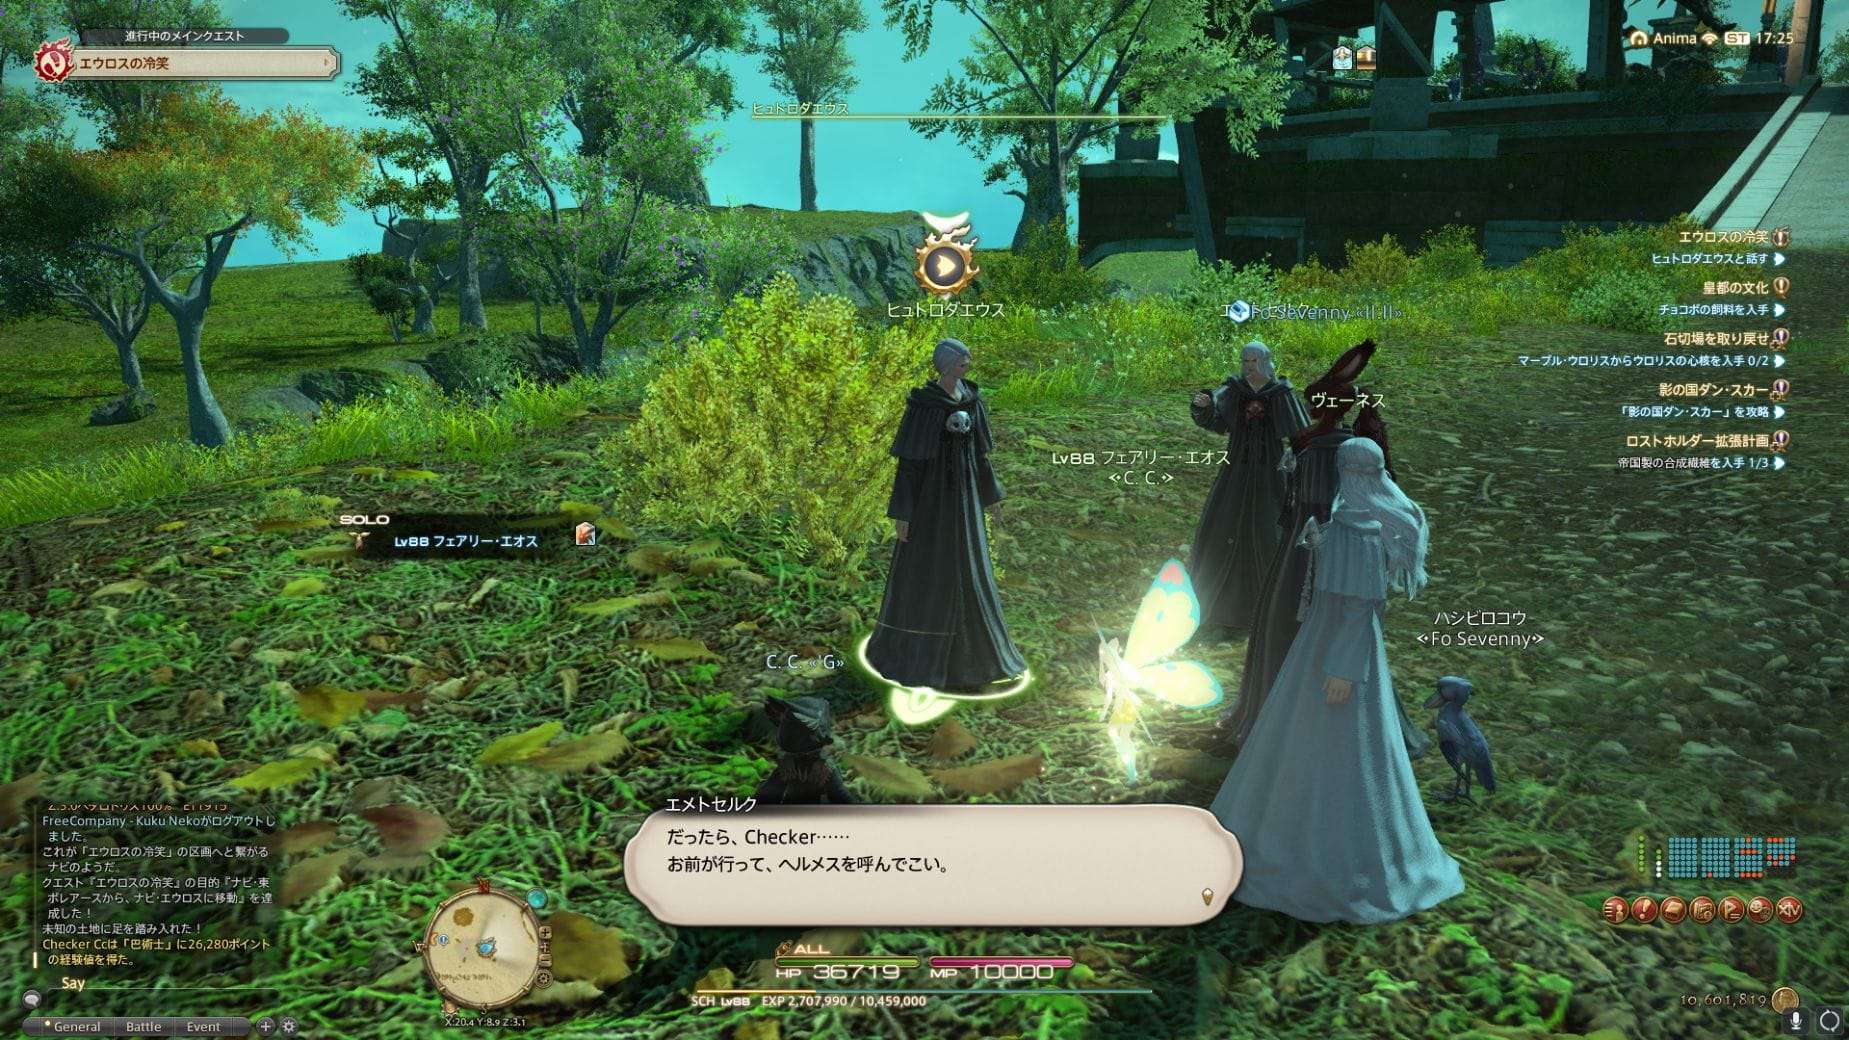 進行中のメインクエスト
エウロスの冷笑
Anima ST 17:25
ヒュトロダエウス
エウロスの冷笑
ヒュトロダエウスと話す
皇都の文化
チョコボの飼料を入手
石切場を取り戻せ
マーブル・ウロリスからウロリスの心核を入手 0/2
影の国ダン・スカー
「影の国ダン・スカー」を攻略
ロストホルダー拡張計画
帝国製の合成繊維を入手 1/3
ヒュトロダエウス
Fo Sevenny «II:II»
ヴェーネス
Lv88 フェアリー・エオス
C. C.
SOLO
Lv88 フェアリー・エオス
ハシビロコウ
Fo Sevenny
C. C. «'G»
エメトセルク
だったら、Checker……
お前が行って、ヘルメスを呼んでこい。
FreeCompany - Kuku Nekoがログアウトし
ました。
これが「エウロスの冷笑」の区画へと繋がる
ナビのようだ。
クエスト『エウロスの冷笑』の目的『ナビ・東
ボレアースから、ナビ・エウロスに移動』を達
成した！
未知の土地に足を踏み入れた！
Checker Ccは「巴術士」に26,280ポイント
の経験値を得た。
Say
General Battle Event
X:20.4 Y:8.9 Z:3.1
ALL
HP 36719 MP 10000
SCH Lv88 EXP 2,707,990 / 10,459,000
10,601,819